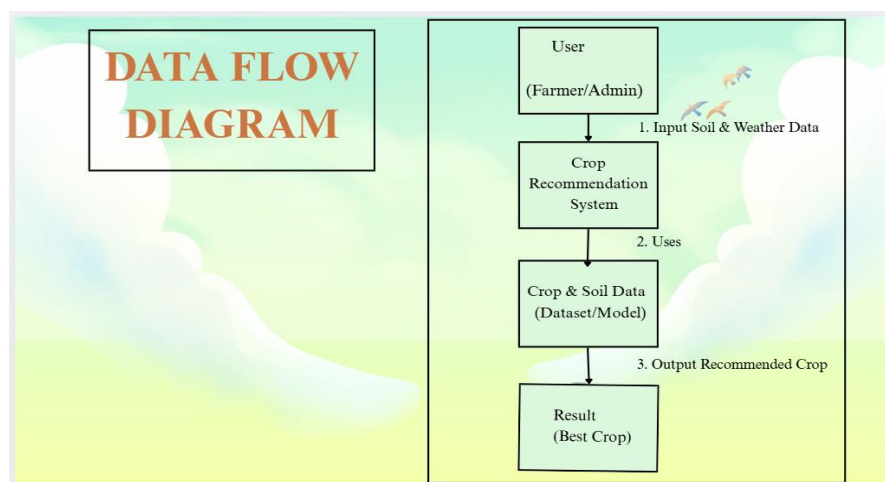 DATA FLOW
DIAGRAM
User
(Farmer/Admin)
1. Input Soil & Weather Data
Crop
Recommendation
System
2. Uses
Crop & Soil Data
(Dataset/Model)
3. Output Recommended Crop
Result
(Best Crop)